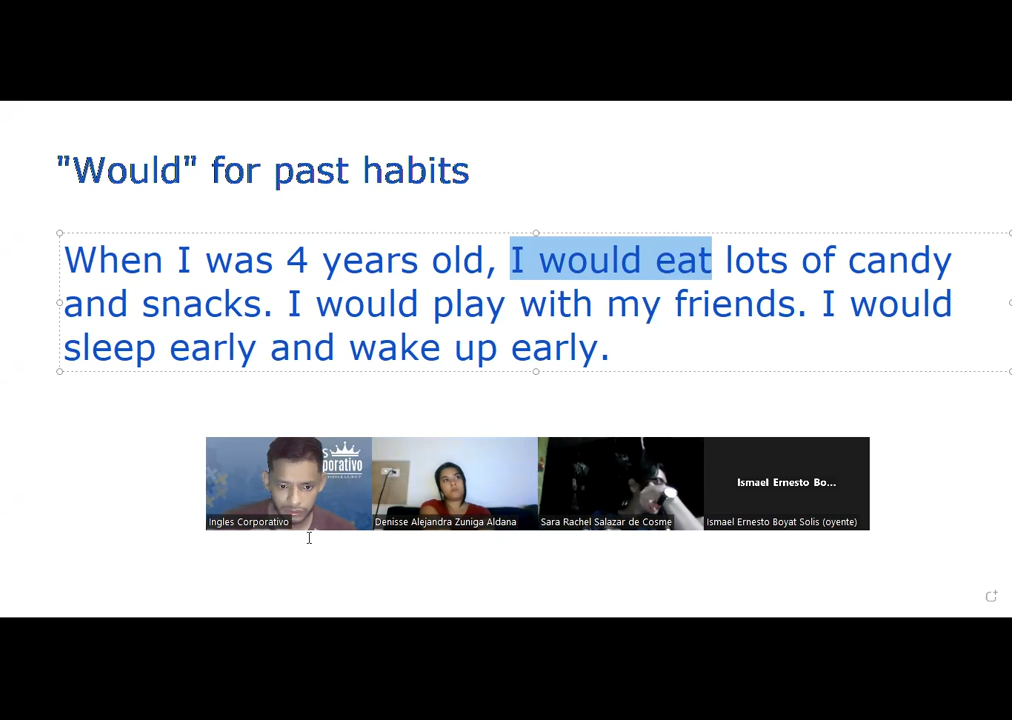 "Would" for past habits
When I was 4 years old, I would eat lots of candy
and snacks. I would play with my friends. I would
sleep early and wake up early.
S
porativo
Ingles Corporativo
Denisse Alejandra Zuniga Aldana
Sara Rachel Salazar de Cosme
Ismael Ernesto Bo...
Ismael Ernesto Boyat Solis (oyente)